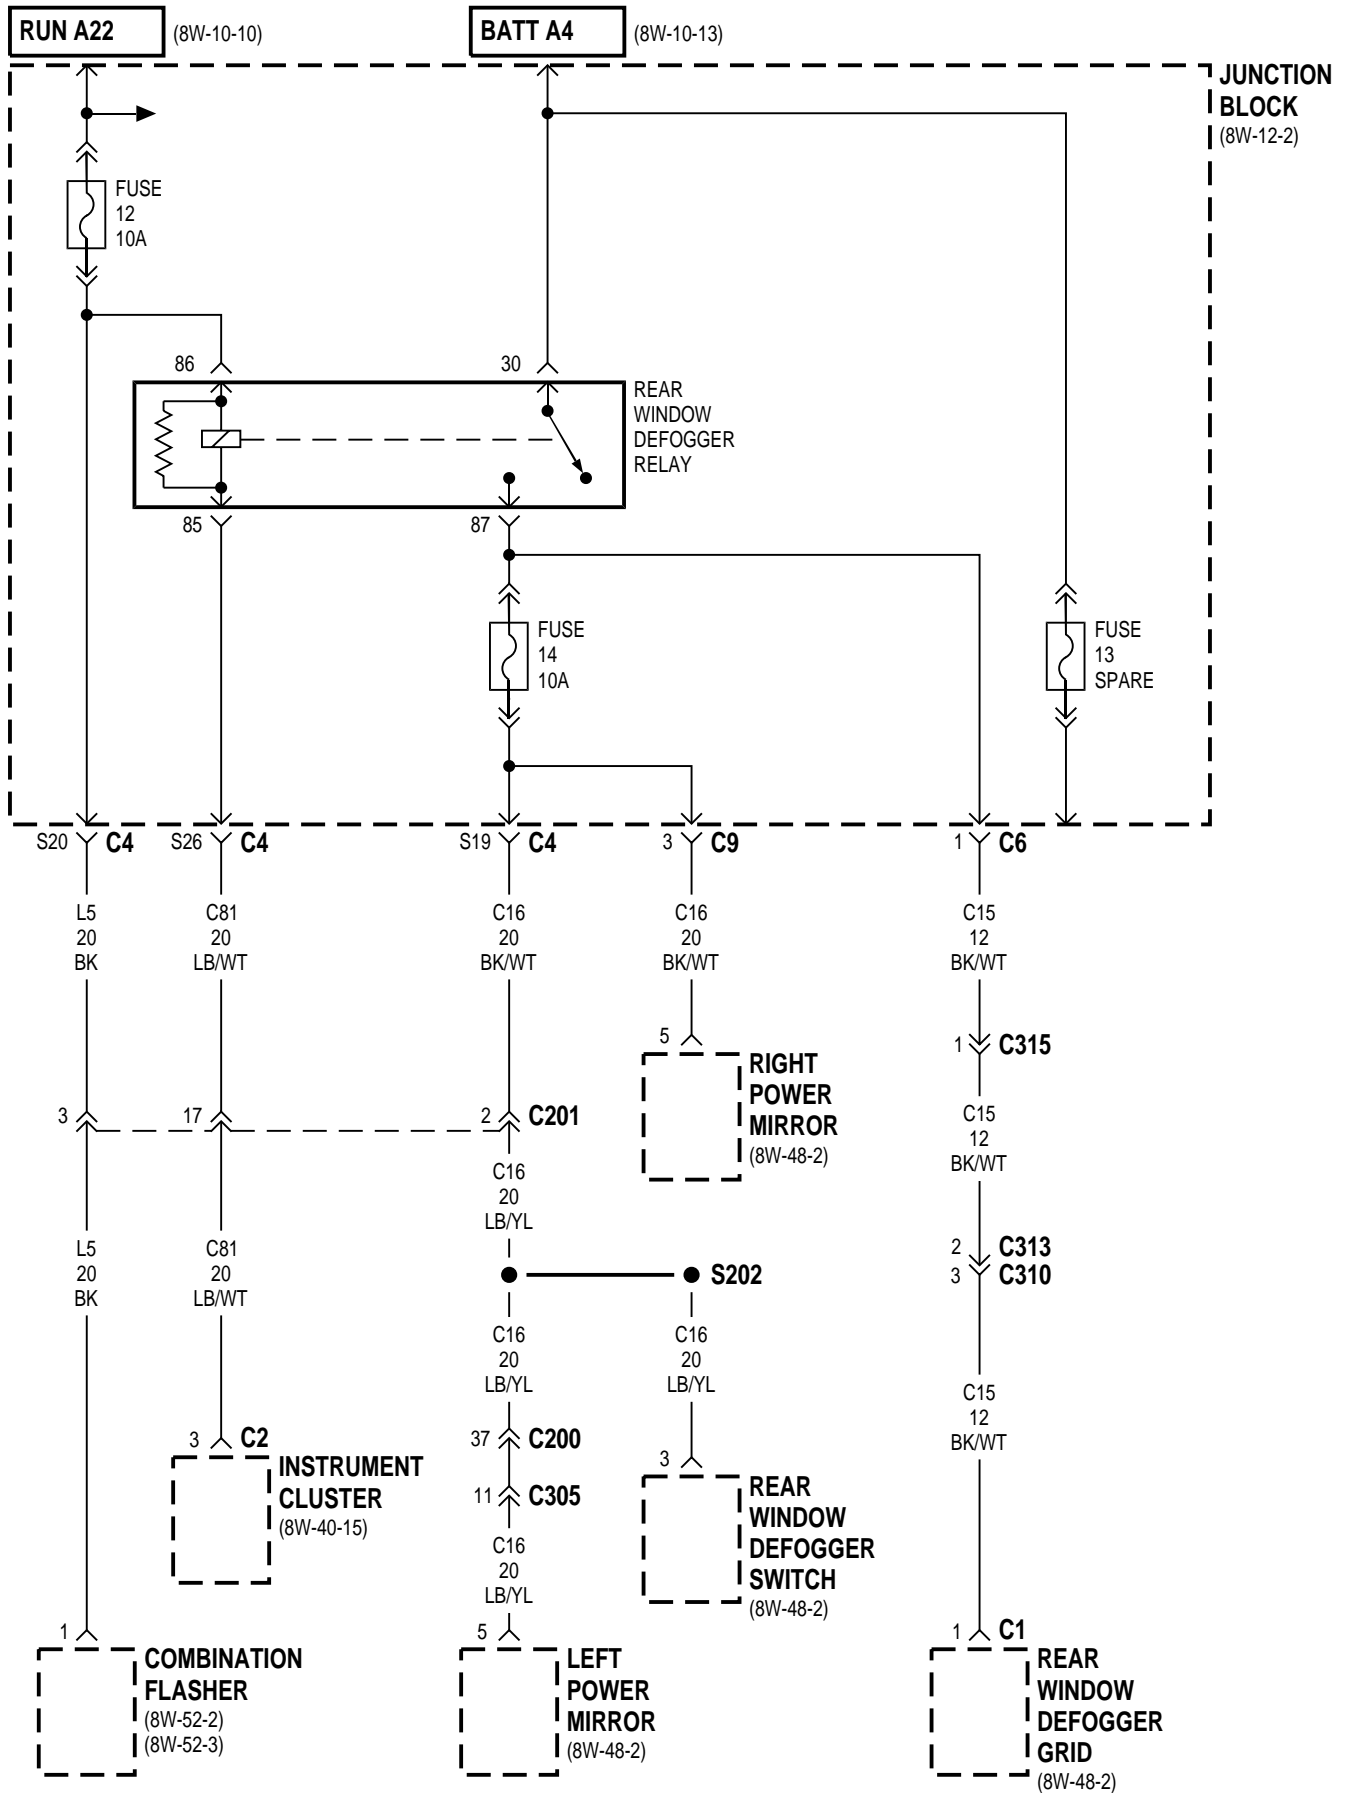 RUN A22
(8W-10-10)
BATT A4
(8W-10-13)
JUNCTION
BLOCK
(8W-12-2)
FUSE
12
10A
86
30
REAR
WINDOW
DEFOGGER
RELAY
85
87
FUSE
14
10A
FUSE
13
SPARE
S20
C4
S26
C4
S19
C4
3
C9
1
C6
L5
20
BK
C81
20
LB/WT
C16
20
BK/WT
C16
20
BK/WT
C15
12
BK/WT
5
RIGHT
POWER
MIRROR
(8W-48-2)
1
C315
3
17
2
C201
C15
12
BK/WT
C16
20
LB/YL
L5
20
BK
C81
20
LB/WT
S202
2
C313
3
C310
C16
20
LB/YL
C16
20
LB/YL
C15
12
BK/WT
3
C2
INSTRUMENT
CLUSTER
(8W-40-15)
37
C200
11
C305
3
REAR
WINDOW
DEFOGGER
SWITCH
(8W-48-2)
C16
20
LB/YL
1
COMBINATION
FLASHER
(8W-52-2)
(8W-52-3)
5
LEFT
POWER
MIRROR
(8W-48-2)
1
C1
REAR
WINDOW
DEFOGGER
GRID
(8W-48-2)